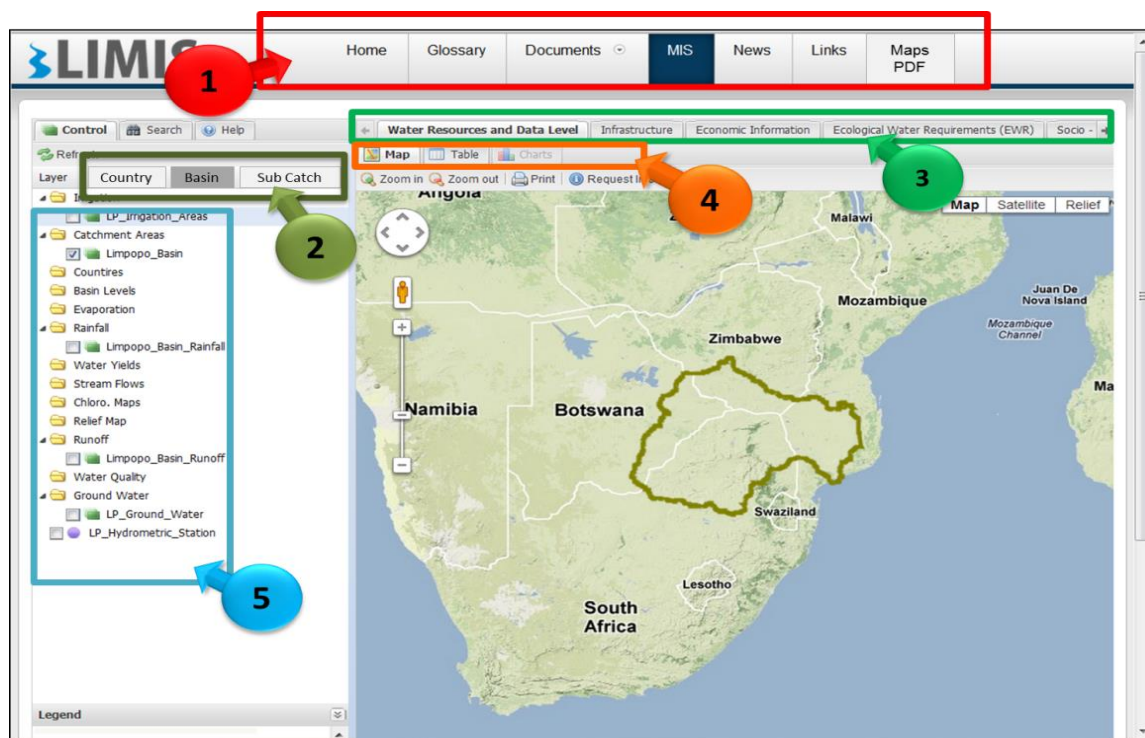 LIMIS
1
Home Glossary Documents MIS News Links Maps PDF
Control Search Help
Water Resources and Data Level Infrastructure Economic Information Ecological Water Requirements (EWR) Socio -
Map Table Charts
3
Layer
Country Basin Sub Catch
2
Zoom in Zoom out Print Request
4
LP_Irrigation_Areas
Catchment Areas
Limpopo_Basin
Countires
Basin Levels
Evaporation
Rainfall
Limpopo_Basin_Rainfall
Water Yields
Stream Flows
Chloro. Maps
Relief Map
Runoff
Limpopo_Basin_Runoff
Water Quality
Ground Water
LP_Ground_Water
LP_Hydrometric_Station
5
Legend
Map Satellite Relief
Angola
Malawi
Juan De
Nova Island
Mozambique
Mozambique
Channel
Zimbabwe
Namibia
Botswana
Swaziland
Lesotho
South
Africa